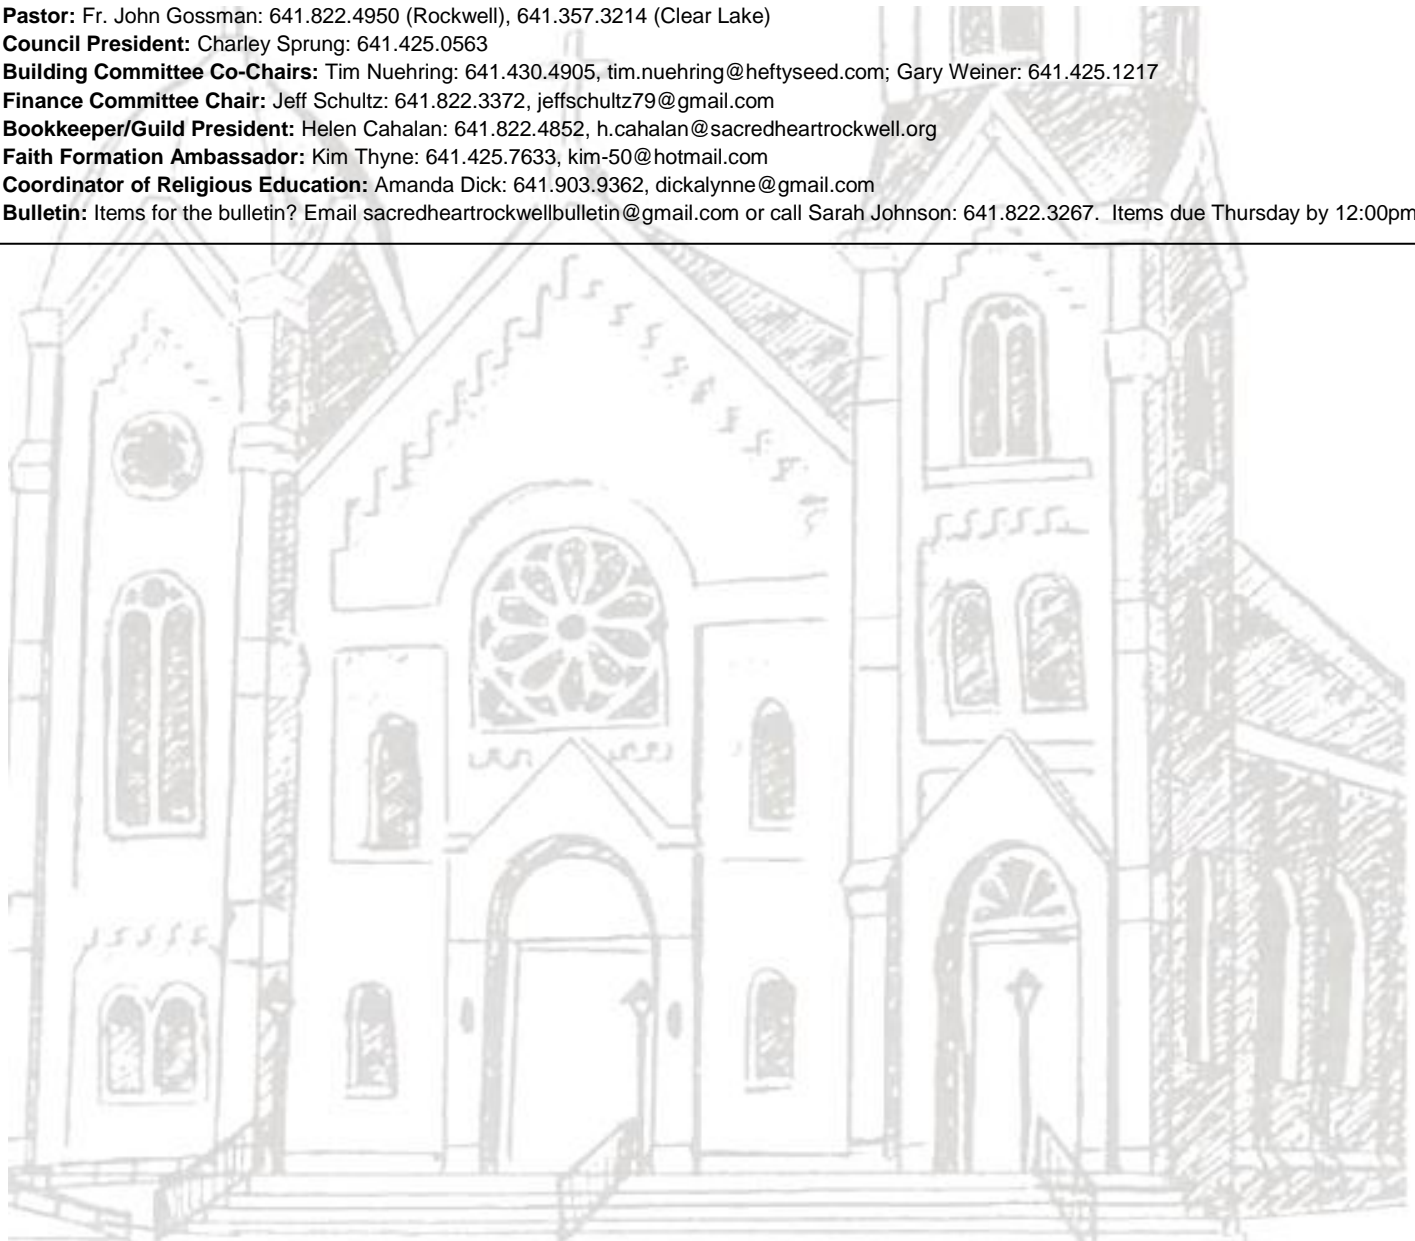 Pastor: Fr. John Gossman: 641.822.4950 (Rockwell), 641.357.3214 (Clear Lake)
Council President: Charley Sprung: 641.425.0563
Building Committee Co-Chairs: Tim Nuehring: 641.430.4905, tim.nuehring@heftyseed.com; Gary Weiner: 641.425.1217
Finance Committee Chair: Jeff Schultz: 641.822.3372, jeffschultz79@gmail.com
Bookkeeper/Guild President: Helen Cahalan: 641.822.4852, h.cahalan@sacredheartrockwell.org
Faith Formation Ambassador: Kim Thyne: 641.425.7633, kim-50@hotmail.com
Coordinator of Religious Education: Amanda Dick: 641.903.9362, dickalynne@gmail.com
Bulletin: Items for the bulletin? Email sacredheartrockwellbulletin@gmail.com or call Sarah Johnson: 641.822.3267.  Items due Thursday by 12:00pm